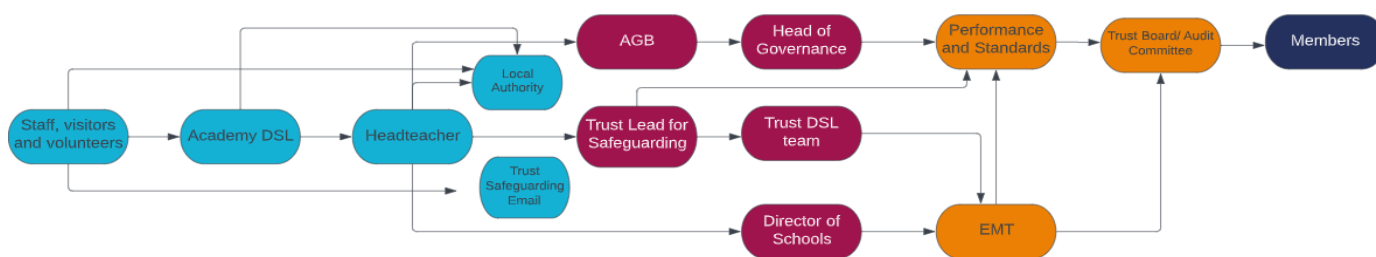 Staff, visitors
and volunteers
Academy DSL
Headteacher
Local
Authority
Trust
Safeguarding
Email
AGB
Head of
Governance
Trust Lead for
Safeguarding
Trust DSL
team
Director of
Schools
Performance
and Standards
EMT
Trust Board/ Audit
Committee
Members